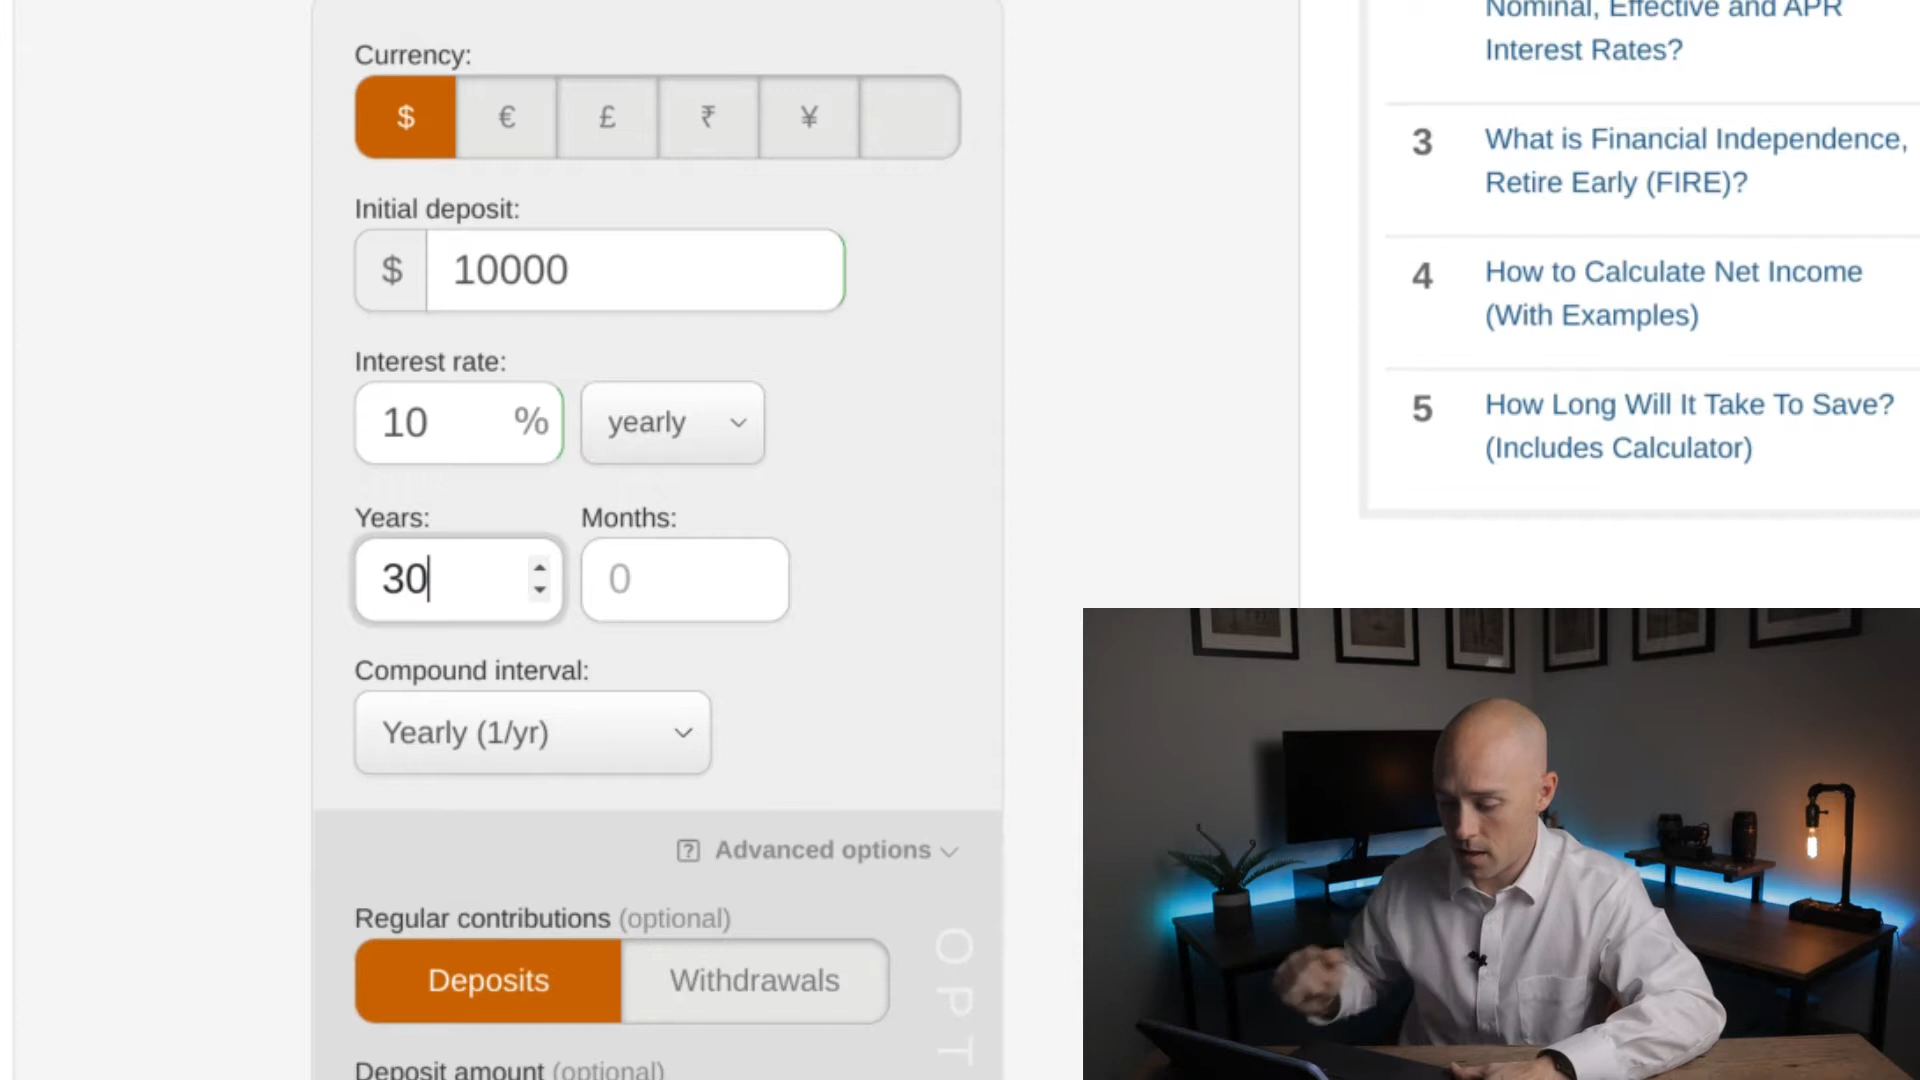 Currency:
$ € £ ₹ ¥
Initial deposit:
$ 10000
Interest rate:
10 % yearly
Years: Months:
30 0
Compound interval:
Yearly (1/yr)
? Advanced options
Regular contributions (optional)
Deposits Withdrawals
Deposit amount (optional)
OPT
Nominal, Effective and APR
Interest Rates?
3 What is Financial Independence,
Retire Early (FIRE)?
4 How to Calculate Net Income
(With Examples)
5 How Long Will It Take To Save?
(Includes Calculator)